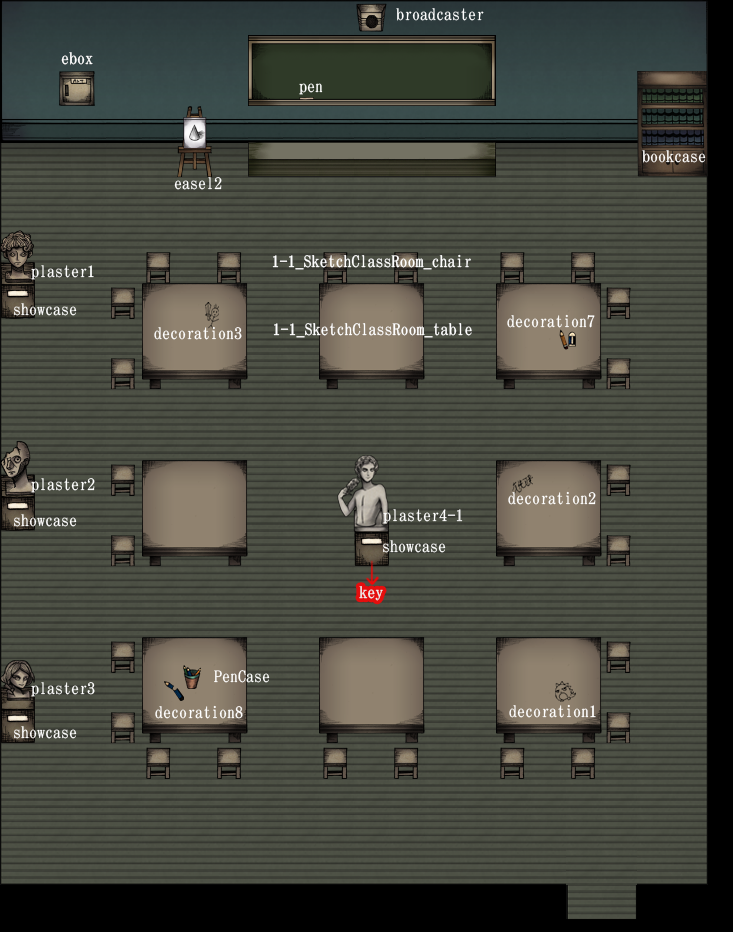 broadcaster
ebox
pen
bookcase
easel2
1-1_SketchClassRoom_chair
plaster1
showcase
decoration3
1-1_SketchClassRoom_table
decoration7
plaster2
showcase
decoration2
plaster4-1
showcase
key
plaster3
showcase
PenCase
decoration8
decoration1